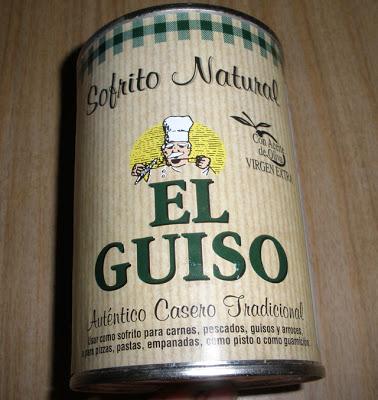 Sofrito Natural
Con Aceite
de Oliva
VIRGEN EXTRA
EL
GUISO
Auténtico Casero Tradicional
Usar como sofrito para carnes, pescados, guisos y arroces,
para pizzas, pastas, empanadas, como pisto o como guarnición